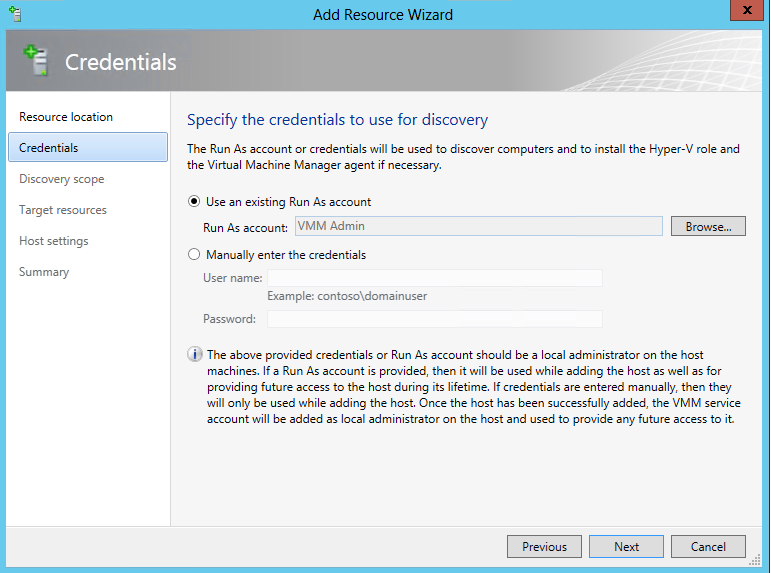 Add Resource Wizard
x
Credentials
Resource location
Credentials
Discovery scope
Target resources
Host settings
Summary
Specify the credentials to use for discovery
The Run As account or credentials will be used to discover computers and to install the Hyper-V role and
the Virtual Machine Manager agent if necessary.
Use an existing Run As account
Run As account: VMM Admin Browse...
Manually enter the credentials
User name:
Example: contoso\domainuser
Password:
The above provided credentials or Run As account should be a local administrator on the host
machines. If a Run As account is provided, then it will be used while adding the host as well as for
providing future access to the host during its lifetime. If credentials are entered manually, then they
will only be used while adding the host. Once the host has been successfully added, the VMM service
account will be added as local administrator on the host and used to provide any future access to it.
Previous Next Cancel